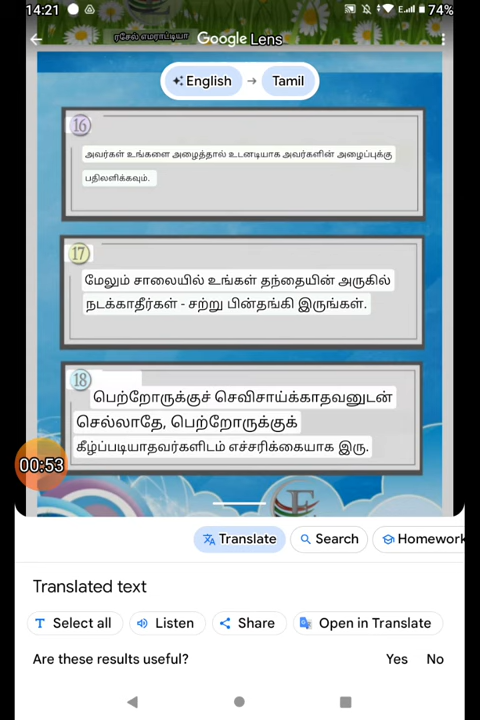 14:21
74%
ரசேல் எமராட்டியா
Google Lens
English → Tamil
16
அவர்கள் உங்களை அழைத்தால் உடனடியாக அவர்களின் அழைப்புக்கு
பதிலளிக்கவும்.
17
மேலும் சாலையில் உங்கள் தந்தையின் அருகில்
நடக்காதீர்கள் - சற்று பின்தங்கி இருங்கள்.
18
பெற்றோருக்குச் செவிசாய்க்காதவனுடன்
செல்லாதே, பெற்றோருக்குக்
கீழ்ப்படியாதவர்களிடம் எச்சரிக்கையாக இரு.
00:53
Translate Search Homework
Translated text
Select all Listen Share Open in Translate
Are these results useful? Yes No